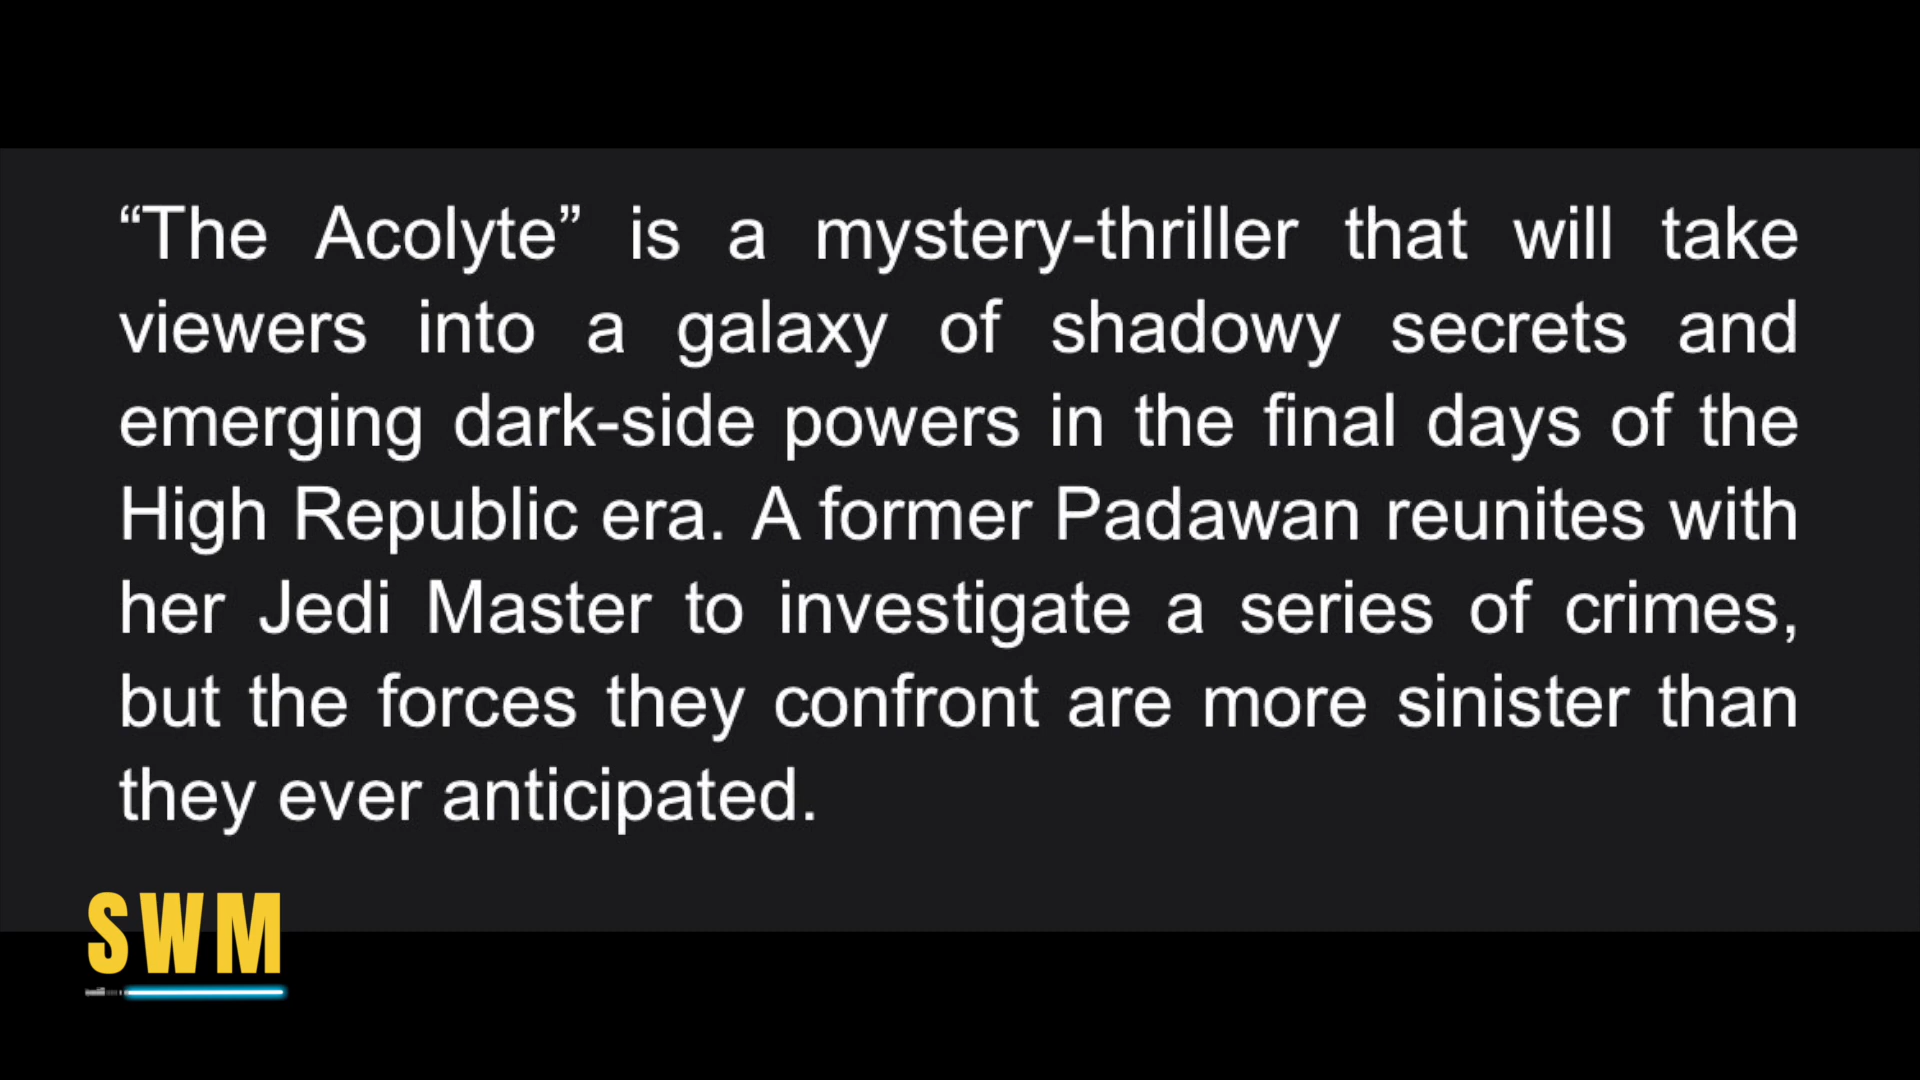 “The Acolyte” is a mystery-thriller that will take
viewers into a galaxy of shadowy secrets and
emerging dark-side powers in the final days of the
High Republic era. A former Padawan reunites with
her Jedi Master to investigate a series of crimes,
but the forces they confront are more sinister than
they ever anticipated.
SWM